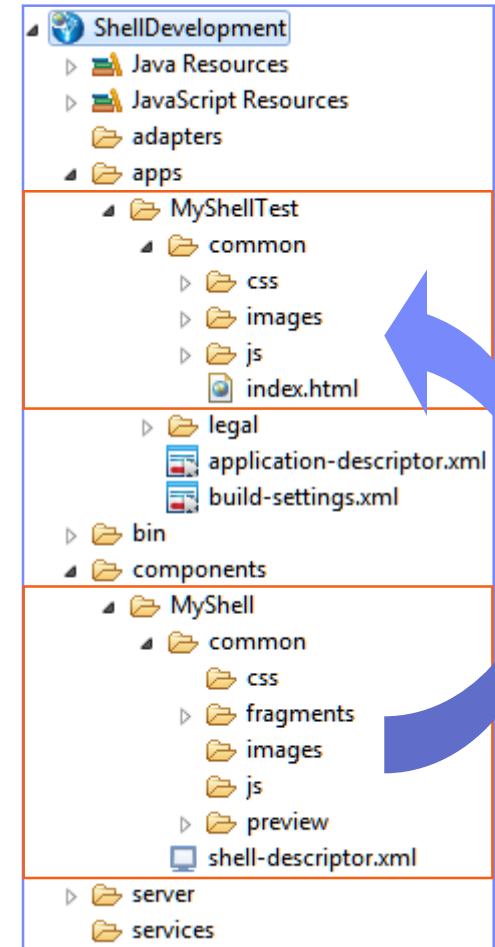 ShellDevelopment
Java Resources
JavaScript Resources
adapters
apps
MyShellTest
common
css
images
js
index.html
legal
application-descriptor.xml
build-settings.xml
bin
components
MyShell
common
css
fragments
images
js
preview
shell-descriptor.xml
server
services